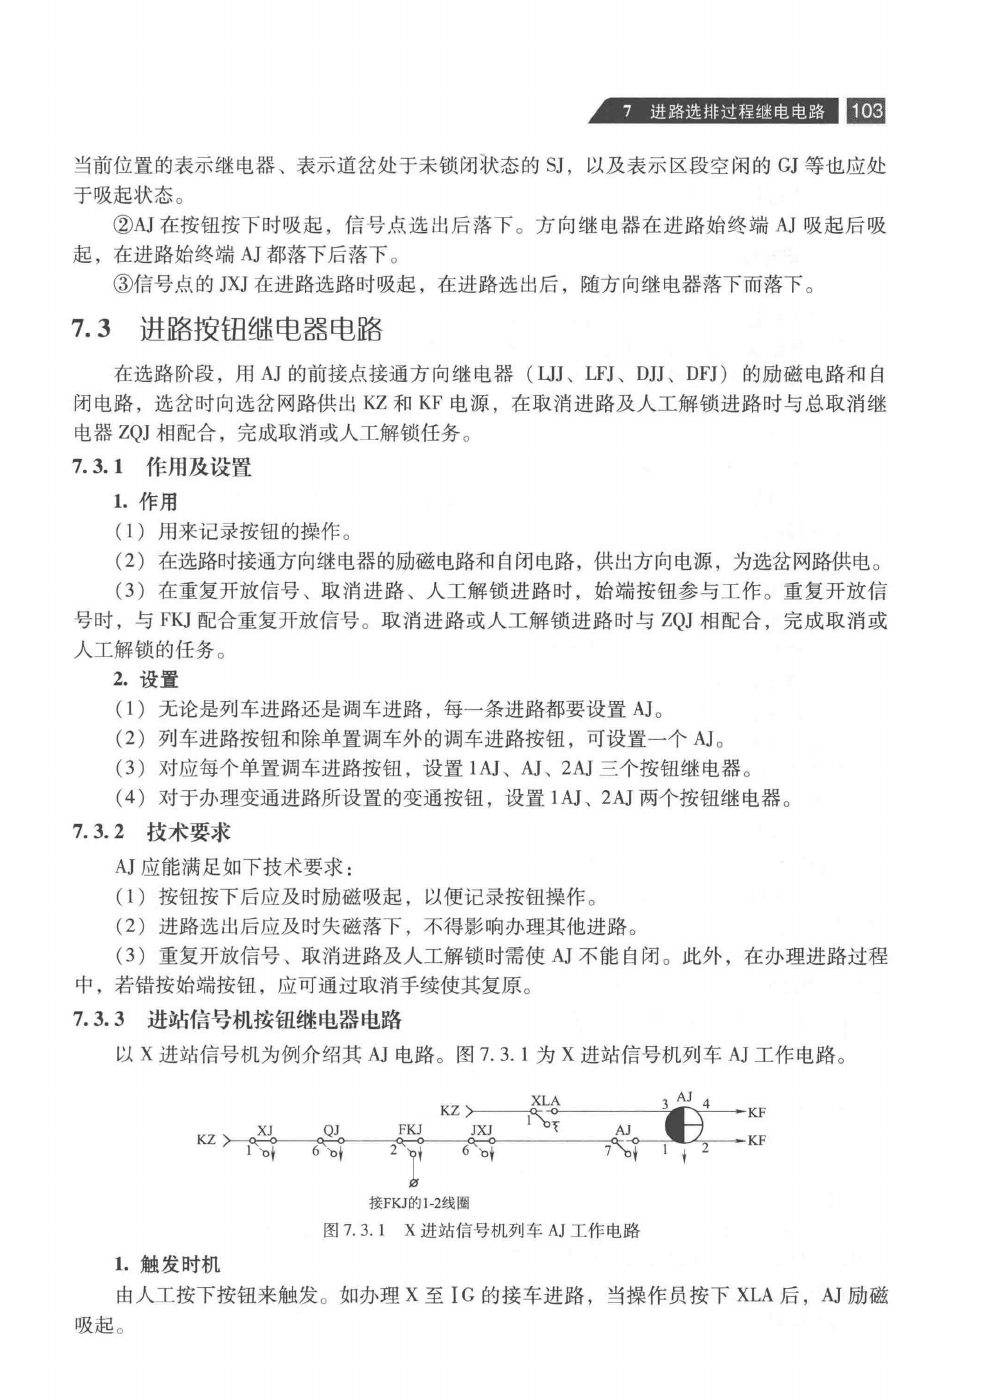 7 进路选排过程继电电路 103
当前位置的表示继电器、表示道岔处于未锁闭状态的 SJ，以及表示区段空闲的 GJ 等也应处
于吸起状态。
②AJ 在按钮按下时吸起，信号点选出后落下。方向继电器在进路始终端 AJ 吸起后吸
起，在进路始终端 AJ 都落下后落下。
③信号点的 JXJ 在进路选路时吸起，在进路选出后，随方向继电器落下而落下。
7.3 进路按钮继电器电路
在选路阶段，用 AJ 的前接点接通方向继电器（LJJ、LFJ、DJJ、DFJ）的励磁电路和自
闭电路，选岔时向选岔网路供出 KZ 和 KF 电源，在取消进路及人工解锁进路时与总取消继
电器 ZQJ 相配合，完成取消或人工解锁任务。
7.3.1 作用及设置
1. 作用
（1）用来记录按钮的操作。
（2）在选路时接通方向继电器的励磁电路和自闭电路，供出方向电源，为选岔网路供电。
（3）在重复开放信号、取消进路、人工解锁进路时，始端按钮参与工作。重复开放信
号时，与 FKJ 配合重复开放信号。取消进路或人工解锁进路时与 ZQJ 相配合，完成取消或
人工解锁的任务。
2. 设置
（1）无论是列车进路还是调车进路，每一条进路都要设置 AJ。
（2）列车进路按钮和除单置调车外的调车进路按钮，可设置一个 AJ。
（3）对应每个单置调车进路按钮，设置 1AJ、AJ、2AJ 三个按钮继电器。
（4）对于办理变通进路所设置的变通按钮，设置 1AJ、2AJ 两个按钮继电器。
7.3.2 技术要求
AJ 应能满足如下技术要求：
（1）按钮按下后应及时励磁吸起，以便记录按钮操作。
（2）进路选出后应及时失磁落下，不得影响办理其他进路。
（3）重复开放信号、取消进路及人工解锁时需使 AJ 不能自闭。此外，在办理进路过程
中，若错按始端按钮，应可通过取消手续使其复原。
7.3.3 进站信号机按钮继电器电路
以 X 进站信号机为例介绍其 AJ 电路。图 7.3.1 为 X 进站信号机列车 AJ 工作电路。
KZ XLA 1 3 AJ 4 KF
KZ XJ 1 QJ 6 FKJ 2 JXJ 6 AJ 7 1 2 KF
接FKJ的1-2线圈
图 7.3.1 X 进站信号机列车 AJ 工作电路
1. 触发时机
由人工按下按钮来触发。如办理 X 至 ⅠG 的接车进路，当操作员按下 XLA 后，AJ 励磁
吸起。